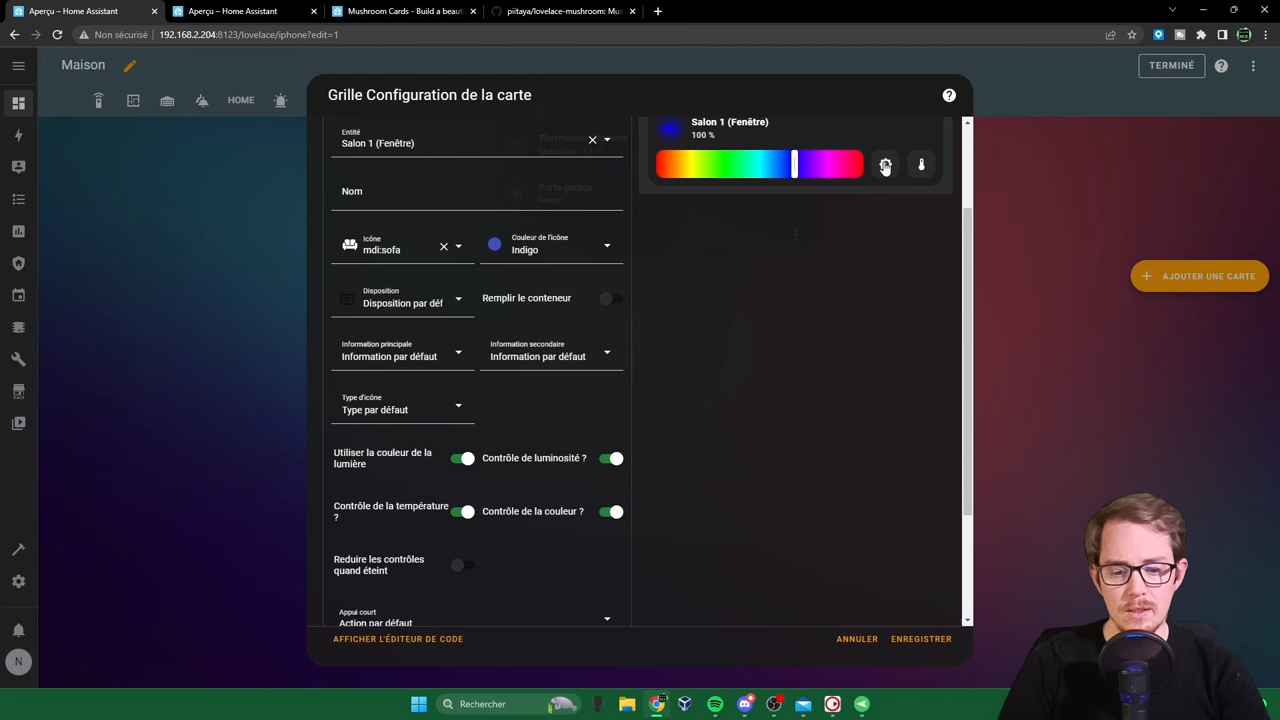 Aperçu – Home Assistant
Aperçu – Home Assistant
Mushroom Cards - Build a beaut
piitaya/lovelace-mushroom: Mus
Non sécurisé
192.168.2.204:8123/lovelace/iphone?edit=1
Maison
TERMINÉ
HOME
Grille Configuration de la carte
Entité
Salon 1 (Fenêtre)
Salon 1 (Fenêtre)
100 %
Porte garage
Nom
Icône
mdi:sofa
Couleur de l'icône
Indigo
AJOUTER UNE CARTE
Disposition
Disposition par déf
Remplir le conteneur
Information principale
Information par défaut
Information secondaire
Information par défaut
Type d'icône
Type par défaut
Utiliser la couleur de la
lumière
Contrôle de luminosité ?
Contrôle de la température
?
Contrôle de la couleur ?
Reduire les contrôles
quand éteint
Appui court
Action par défaut
AFFICHER L'ÉDITEUR DE CODE
ANNULER
ENREGISTRER
N
Rechercher